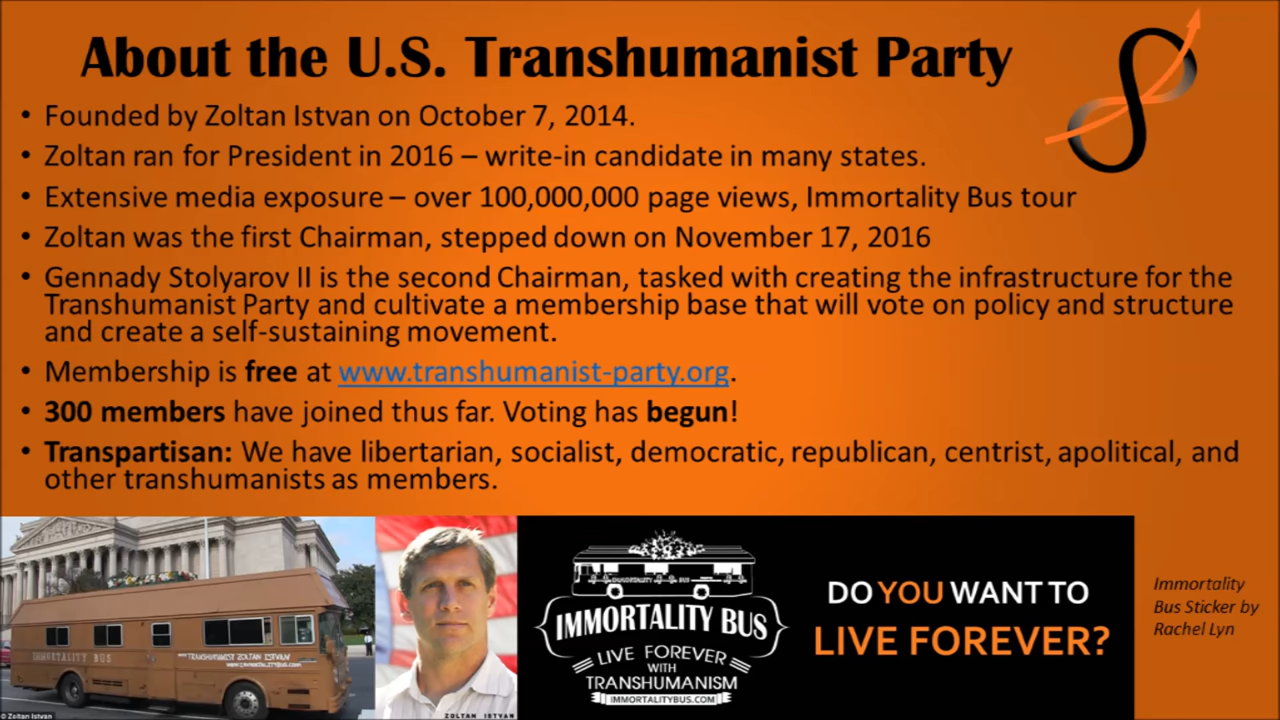 About the U.S. Transhumanist Party
• Founded by Zoltan Istvan on October 7, 2014.
• Zoltan ran for President in 2016 – write-in candidate in many states.
• Extensive media exposure – over 100,000,000 page views, Immortality Bus tour
• Zoltan was the first Chairman, stepped down on November 17, 2016
• Gennady Stolyarov II is the second Chairman, tasked with creating the infrastructure for the
Transhumanist Party and cultivate a membership base that will vote on policy and structure
and create a self-sustaining movement.
• Membership is free at www.transhumanist-party.org.
• 300 members have joined thus far. Voting has begun!
• Transpartisan: We have libertarian, socialist, democratic, republican, centrist, apolitical, and
other transhumanists as members.
IMMORTALITY BUS
TRANSHUMANIST ZOLTAN ISTVAN
WWW.IMMORTALITYBUS.COM
© Zoltan Istvan
ZOLTAN ISTVAN
IMMORTALITY BUS
IMMORTALITY BUS
LIVE FOREVER
WITH
TRANSHUMANISM
IMMORTALITYBUS.COM
DO YOU WANT TO
LIVE FOREVER?
Immortality
Bus Sticker by
Rachel Lyn